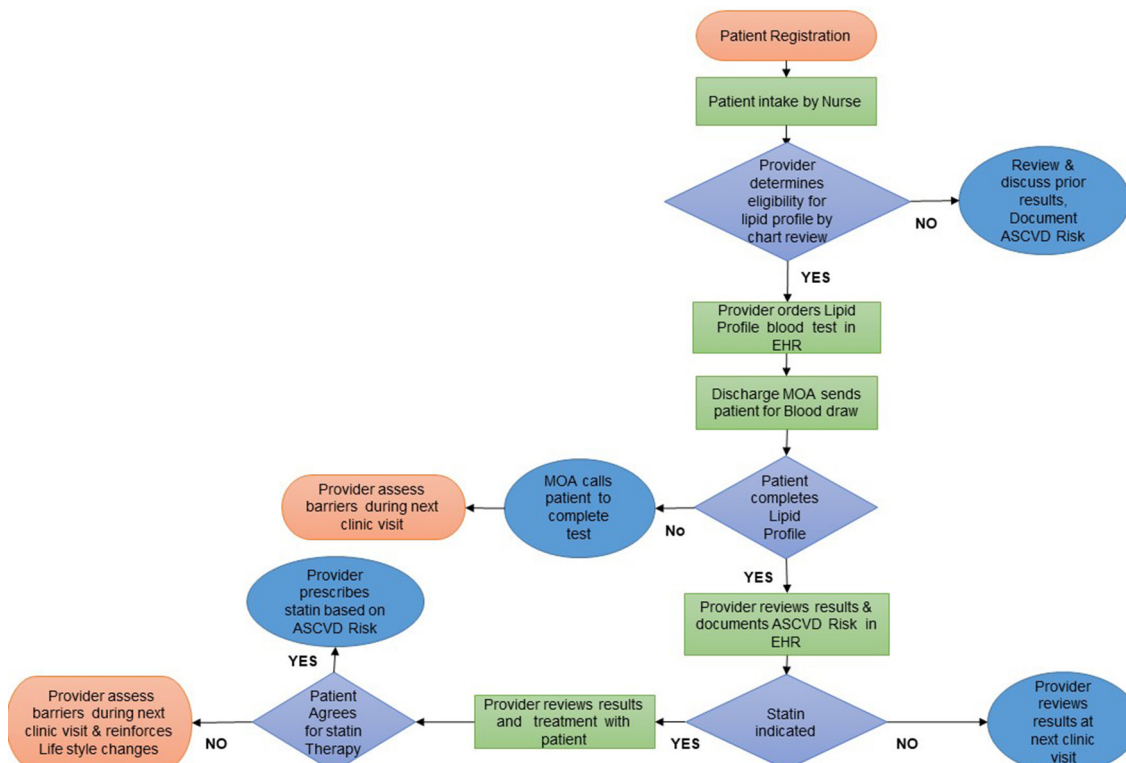 Patient Registration
Patient intake by Nurse
Provider
determines
eligibility for
lipid profile by
chart review
NO
Review &
discuss prior
results,
Document
ASCVD Risk
YES
Provider orders Lipid
Profile blood test in
EHR
Discharge MOA sends
patient for Blood draw
Patient
completes
Lipid
Profile
No
MOA calls
patient to
complete
test
Provider assess
barriers during next
clinic visit
YES
Provider reviews results &
documents ASCVD Risk in
EHR
Statin
indicated
NO
Provider
reviews
results at
next clinic
visit
YES
Provider reviews results
and treatment with
patient
Patient
Agrees
for statin
Therapy
YES
Provider
prescribes
statin based on
ASCVD Risk
NO
Provider assess
barriers during next
clinic visit & reinforces
Life style changes